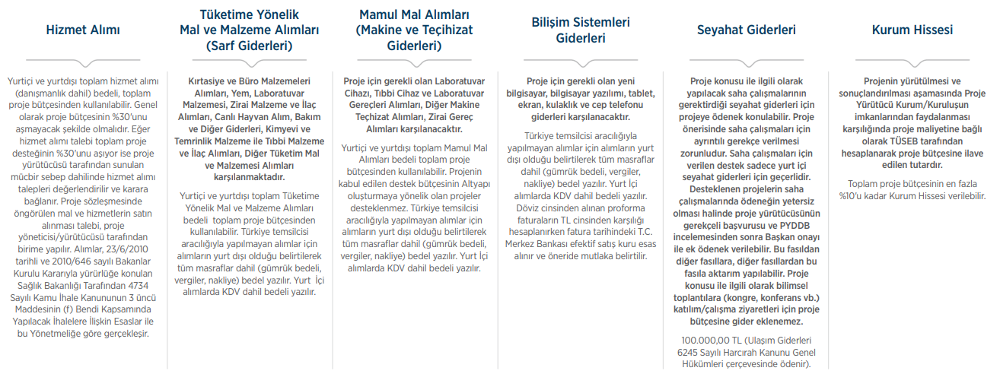 Hizmet Alımı
Yurtiçi ve yurtdışı toplam hizmet alımı
(danışmanlık dahil) bedeli, toplam
proje bütçesinden kullanılabilir. Genel
olarak proje bütçesinin %30'unu
aşmayacak şekilde olmalıdır. Eğer
hizmet alımı talebi toplam proje
desteğinin %30'unu aşıyor ise proje
yürütücüsü tarafından sunulan
mücbir sebep dahilinde hizmet alımı
talepleri değerlendirilir ve karara
bağlanır. Proje sözleşmesinde
öngörülen mal ve hizmetlerin satın
alınması talebi, proje
yöneticisi/yürütücüsü tarafından
birime yapılır. Alımlar, 23/6/2010
tarihli ve 2010/646 sayılı Bakanlar
Kurulu Kararıyla yürürlüğe konulan
Sağlık Bakanlığı Tarafından 4734
Sayılı Kamu İhale Kanununun 3 üncü
Maddesinin (f) Bendi Kapsamında
Yapılacak İhalelere İlişkin Esaslar ile
bu Yönetmeliğe göre gerçekleşir.
Tüketime Yönelik
Mal ve Malzeme Alımları
(Sarf Giderleri)
Kırtasiye ve Büro Malzemeleri
Alımları, Yem, Laboratuvar
Malzemesi, Zirai Malzeme ve İlaç
Alımları, Canlı Hayvan Alım, Bakım
ve Diğer Giderleri, Kimyevi ve
Temrinlik Malzeme ile Tıbbi Malzeme
ve İlaç Alımları, Diğer Tüketim Mal
ve Malzemesi Alımları
karşılanmaktadır.
Yurtiçi ve yurtdışı toplam Tüketime
Yönelik Mal ve Malzeme Alımları
bedeli toplam proje bütçesinden
kullanılabilir. Türkiye temsilcisi
aracılığıyla yapılmayan alımlar için
alımların yurt dışı olduğu belirtilerek
tüm masraflar dahil (gümrük bedeli,
vergiler, nakliye) bedel yazılır. Yurt İçi
alımlarda KDV dahil bedeli yazılır.
Mamul Mal Alımları
(Makine ve Teçihizat
Giderleri)
Proje için gerekli olan Laboratuvar
Cihazı, Tıbbi Cihaz ve Laboratuvar
Gereçleri Alımları, Diğer Makine
Teçhizat Alımları, Zirai Gereç
Alımları karşılanacaktır.
Yurtiçi ve yurtdışı toplam Mamul Mal
Alımları bedeli toplam proje
bütçesinden kullanılabilir. Projenin
kabul edilen destek bütçesinin Altyapı
oluşturmaya yönelik olan projeler
desteklenmez. Türkiye temsilcisi
aracılığıyla yapılmayan alımlar için
alımların yurt dışı olduğu belirtilerek
tüm masraflar dahil (gümrük bedeli,
vergiler, nakliye) bedel yazılır. Yurt İçi
alımlarda KDV dahil bedeli yazılır.
Bilişim Sistemleri
Giderleri
Proje için gerekli olan yeni
bilgisayar, bilgisayar yazılımı, tablet,
ekran, kulaklık ve cep telefonu
giderleri karşılanacaktır.
Türkiye temsilcisi aracılığıyla
yapılmayan alımlar için alımların yurt
dışı olduğu belirtilerek tüm masraflar
dahil (gümrük bedeli, vergiler,
nakliye) bedel yazılır. Yurt İçi
alımlarda KDV dahil bedeli yazılır.
Döviz cinsinden alınan proforma
faturaların TL cinsinden karşılığı
hesaplanırken fatura tarihindeki T.C.
Merkez Bankası efektif satış kuru esas
alınır ve öneride mutlaka belirtilir.
Seyahat Giderleri
Proje konusu ile ilgili olarak
yapılacak saha çalışmalarının
gerektirdiği seyahat giderleri için
projeye ödenek konulabilir. Proje
önerisinde saha çalışmaları için
ayrıntılı gerekçe verilmesi
zorunludur. Saha çalışmaları için
verilen destek sadece yurt içi
seyahat giderleri için geçerlidir.
Desteklenen projelerin saha
çalışmalarında ödeneğin yetersiz
olması halinde proje yürütücüsünün
gerekçeli başvurusu ve PYDDB
incelemesinden sonra Başkan onayı
ile ek ödenek verilebilir. Bu fasıldan
diğer fasıllara, diğer fasıllardan bu
fasıla aktarım yapılabilir. Proje
konusu ile ilgili olarak bilimsel
toplantılara (kongre, konferans vb.)
katılım/çalışma ziyaretleri için proje
bütçesine gider eklenemez.
100.000,00 TL (Ulaşım Giderleri
6245 Sayılı Harcırah Kanunu Genel
Hükümleri çerçevesinde ödenir).
Kurum Hissesi
Projenin yürütülmesi ve
sonuçlandırılması aşamasında Proje
Yürütücü Kurum/Kuruluşun
imkanlarından faydalanması
karşılığında proje maliyetine bağlı
olarak TÜSEB tarafından
hesaplanarak proje bütçesine ilave
edilen tutardır.
Toplam proje bütçesinin en fazla
%10'u kadar Kurum Hissesi verilebilir.